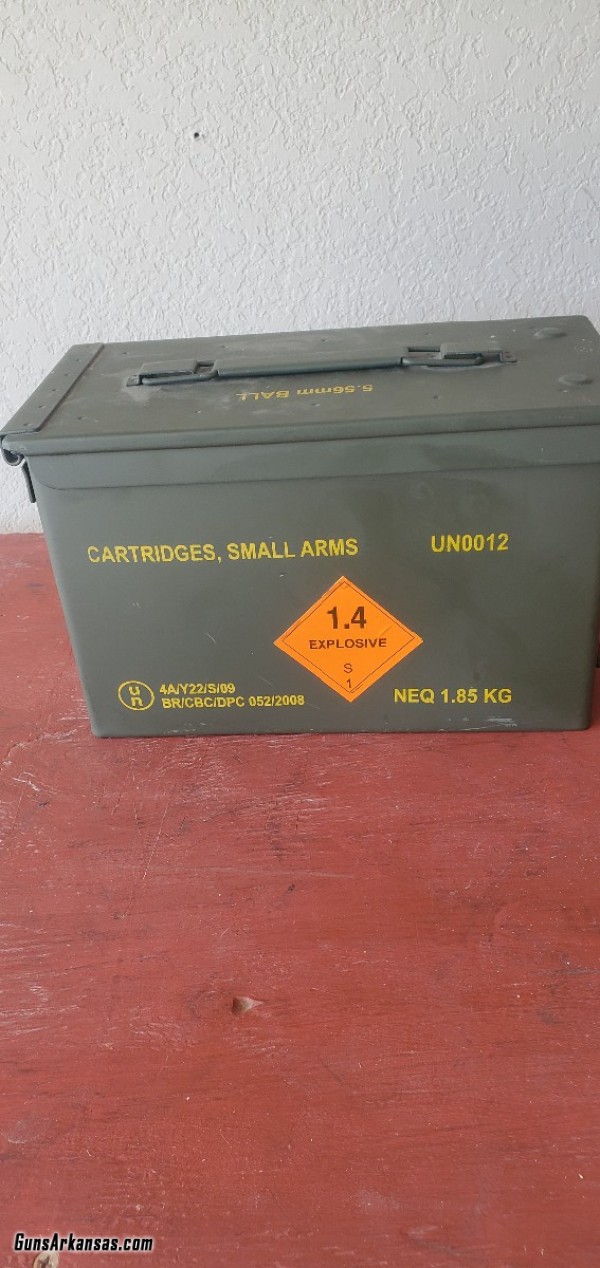 5.56mm BALL
CARTRIDGES, SMALL ARMS UN0012
1.4
EXPLOSIVE
S
1
un
4A/Y22/S/09
BR/CBC/DPC 052/2008
NEQ 1.85 KG
GunsArkansas.com